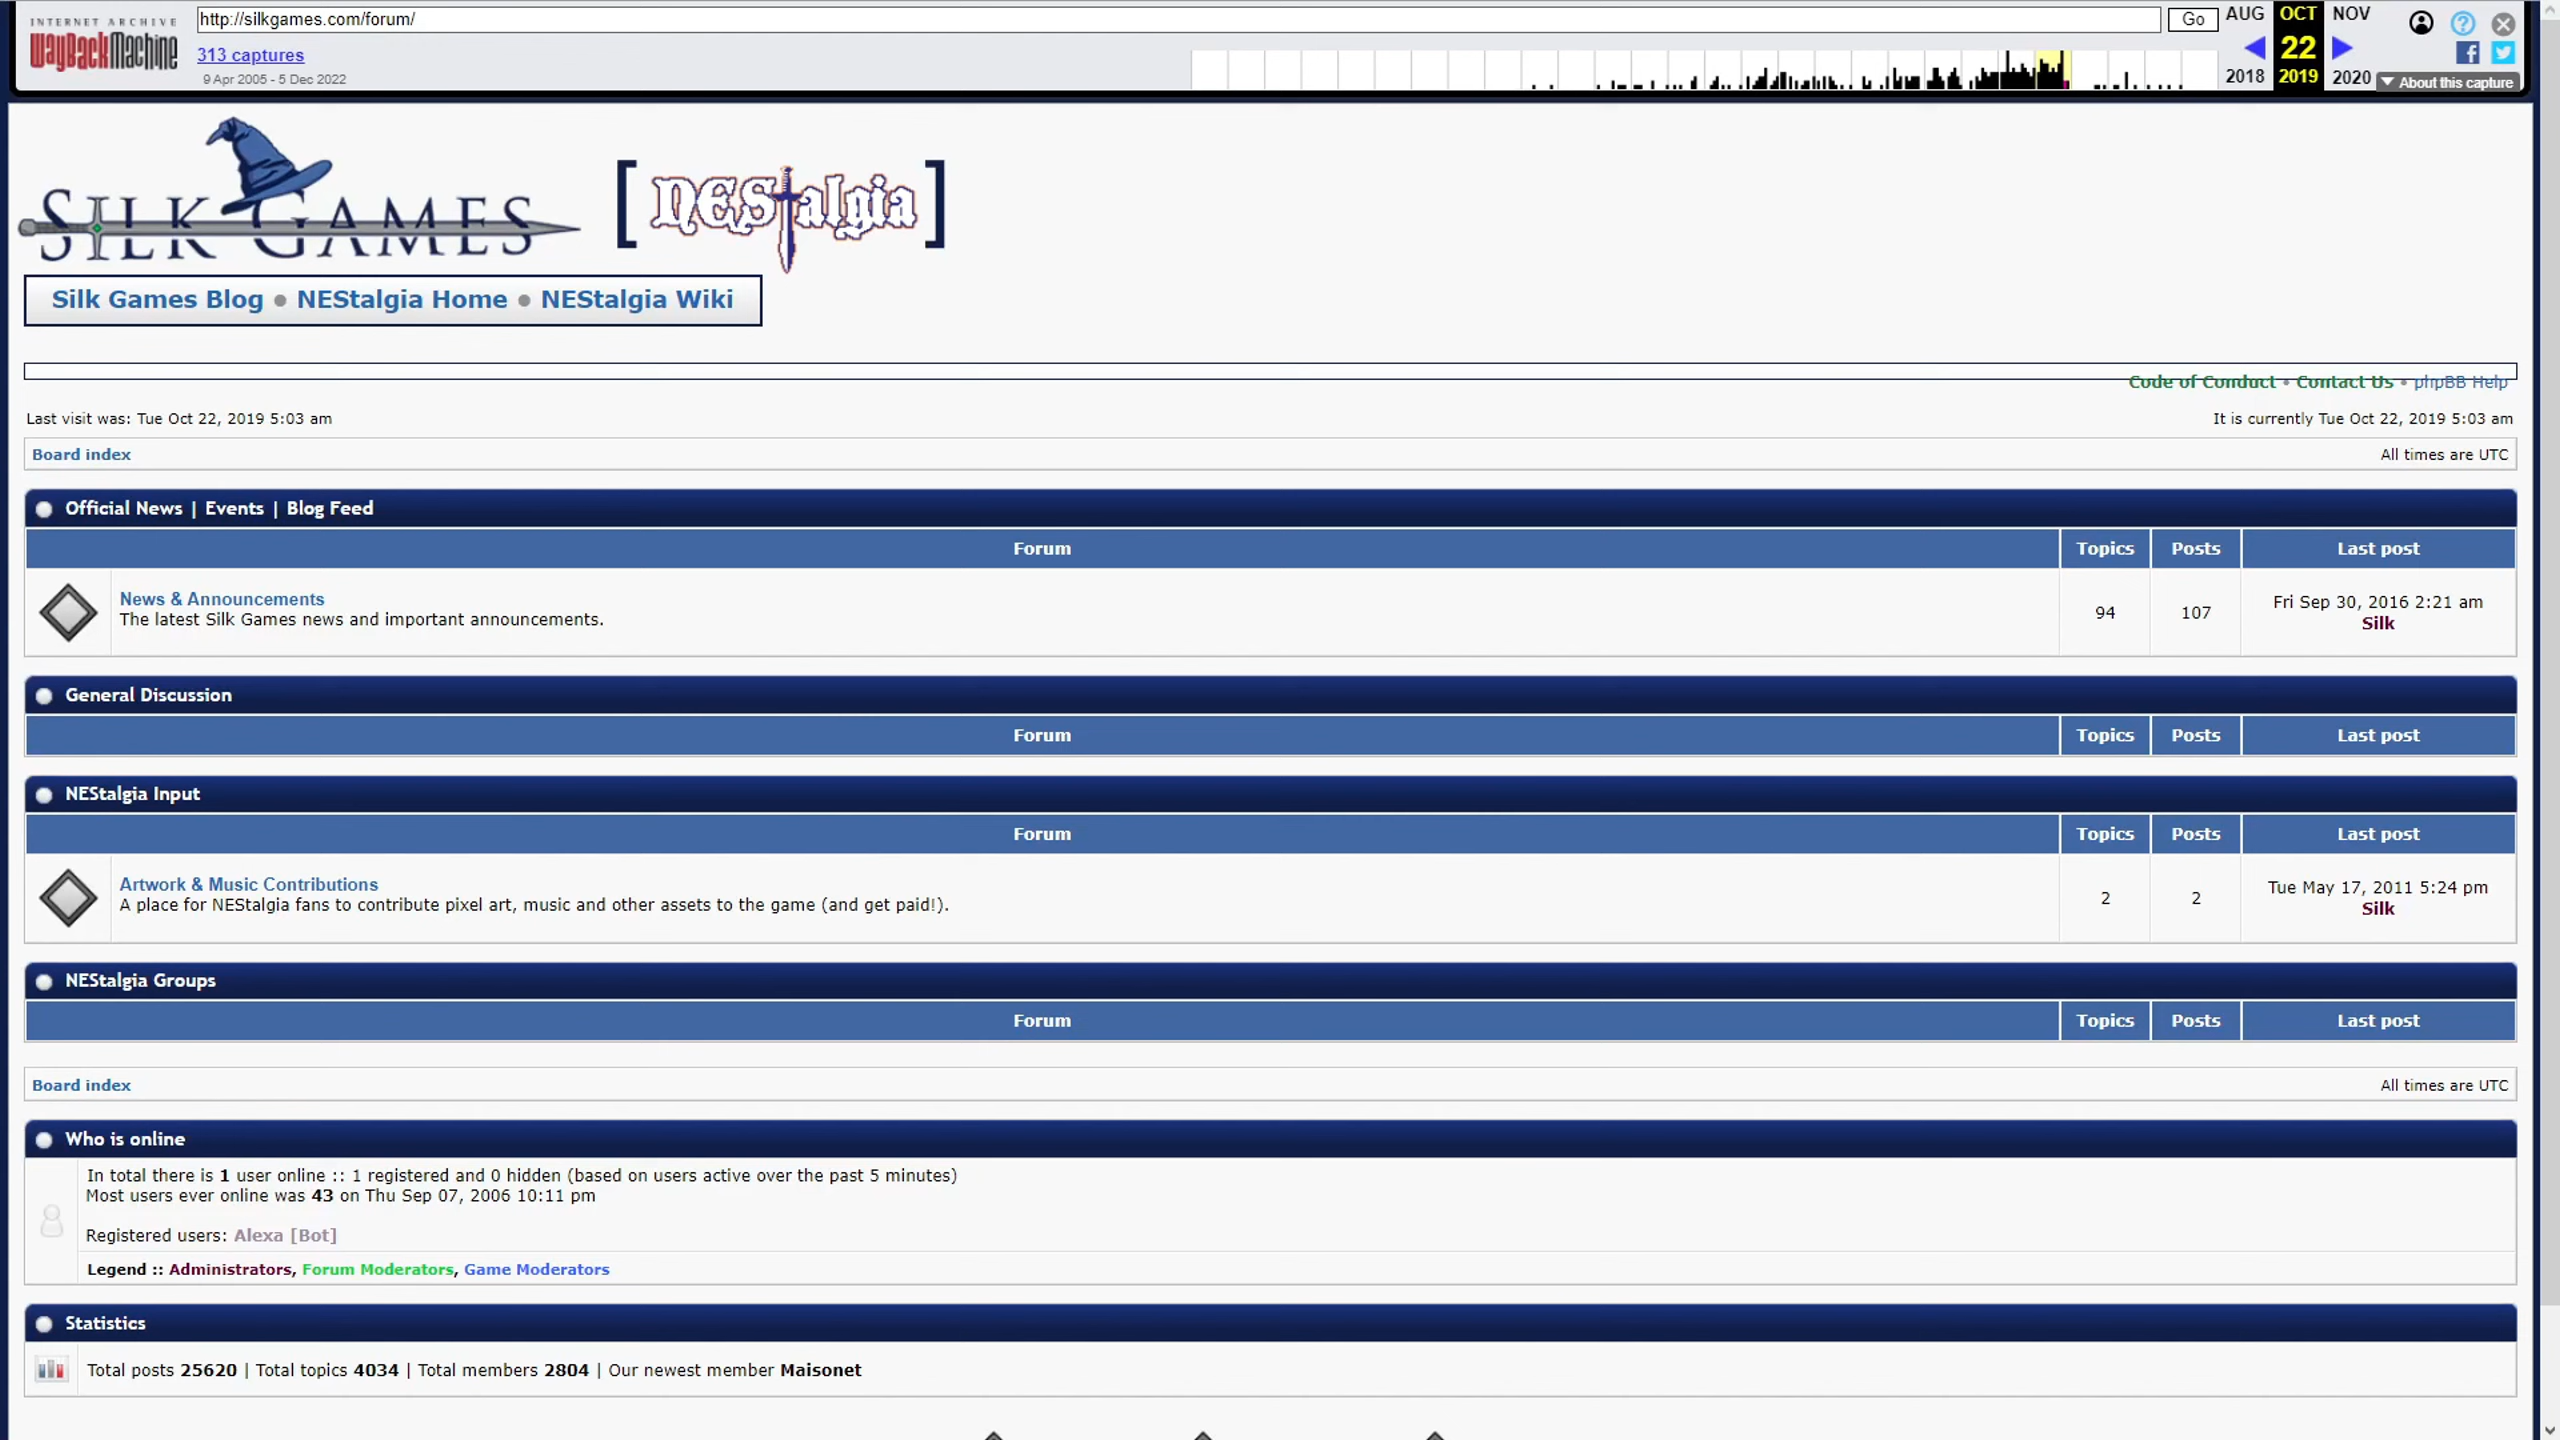 INTERNET ARCHIVE
WayBackMachine
http://silkgames.com/forum/
Go
313 captures
9 Apr 2005 - 5 Dec 2022
AUG OCT NOV
22
2018 2019 2020
About this capture
SILK GAMES
[NEStalgia]
Silk Games Blog • NEStalgia Home • NEStalgia Wiki
Code of Conduct • Contact Us • phpBB Help
Last visit was: Tue Oct 22, 2019 5:03 am
It is currently Tue Oct 22, 2019 5:03 am
Board index
All times are UTC
Official News | Events | Blog Feed
Forum Topics Posts Last post
News & Announcements
The latest Silk Games news and important announcements.
94 107
Fri Sep 30, 2016 2:21 am
Silk
General Discussion
Forum Topics Posts Last post
NEStalgia Input
Forum Topics Posts Last post
Artwork & Music Contributions
A place for NEStalgia fans to contribute pixel art, music and other assets to the game (and get paid!).
2 2
Tue May 17, 2011 5:24 pm
Silk
NEStalgia Groups
Forum Topics Posts Last post
Board index
All times are UTC
Who is online
In total there is 1 user online :: 1 registered and 0 hidden (based on users active over the past 5 minutes)
Most users ever online was 43 on Thu Sep 07, 2006 10:11 pm
Registered users: Alexa [Bot]
Legend :: Administrators, Forum Moderators, Game Moderators
Statistics
Total posts 25620 | Total topics 4034 | Total members 2804 | Our newest member Maisonet